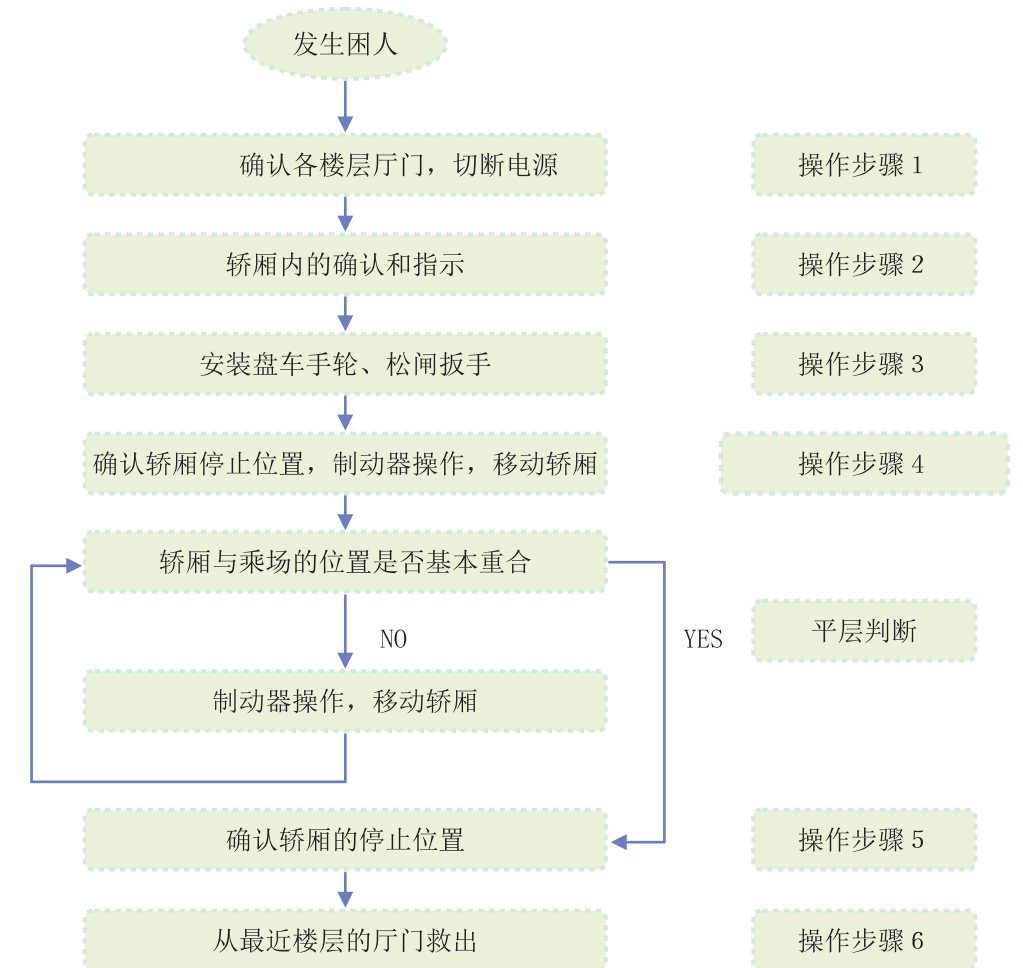 发生困人
确认各楼层厅门，切断电源
操作步骤 1
轿厢内的确认和指示
操作步骤 2
安装盘车手轮、松闸扳手
操作步骤 3
确认轿厢停止位置，制动器操作，移动轿厢
操作步骤 4
轿厢与乘场的位置是否基本重合
平层判断
NO
YES
制动器操作，移动轿厢
确认轿厢的停止位置
操作步骤 5
从最近楼层的厅门救出
操作步骤 6